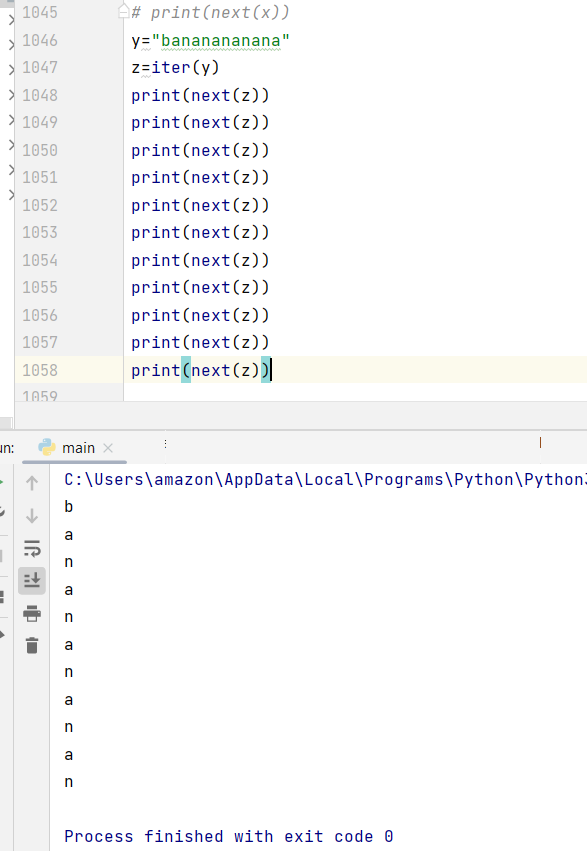 1045 # print(next(x))
1046 y="bananananana"
1047 z=iter(y)
1048 print(next(z))
1049 print(next(z))
1050 print(next(z))
1051 print(next(z))
1052 print(next(z))
1053 print(next(z))
1054 print(next(z))
1055 print(next(z))
1056 print(next(z))
1057 print(next(z))
1058 print(next(z))
1059
un: main
C:\Users\amazon\AppData\Local\Programs\Python\Python3
b
a
n
a
n
a
n
a
n
a
n
Process finished with exit code 0